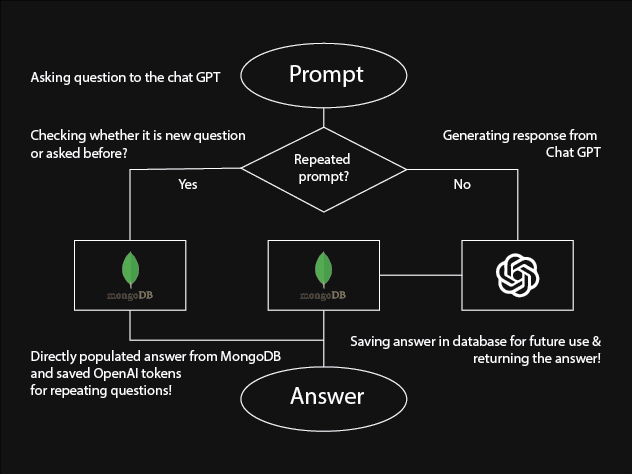 Prompt
Asking question to the chat GPT
Checking whether it is new question
or asked before?
Generating response from
Chat GPT
Repeated
prompt?
Yes
No
mongoDB
mongoDB
Directly populated answer from MongoDB
and saved OpenAI tokens
for repeating questions!
Saving answer in database for future use &
returning the answer!
Answer